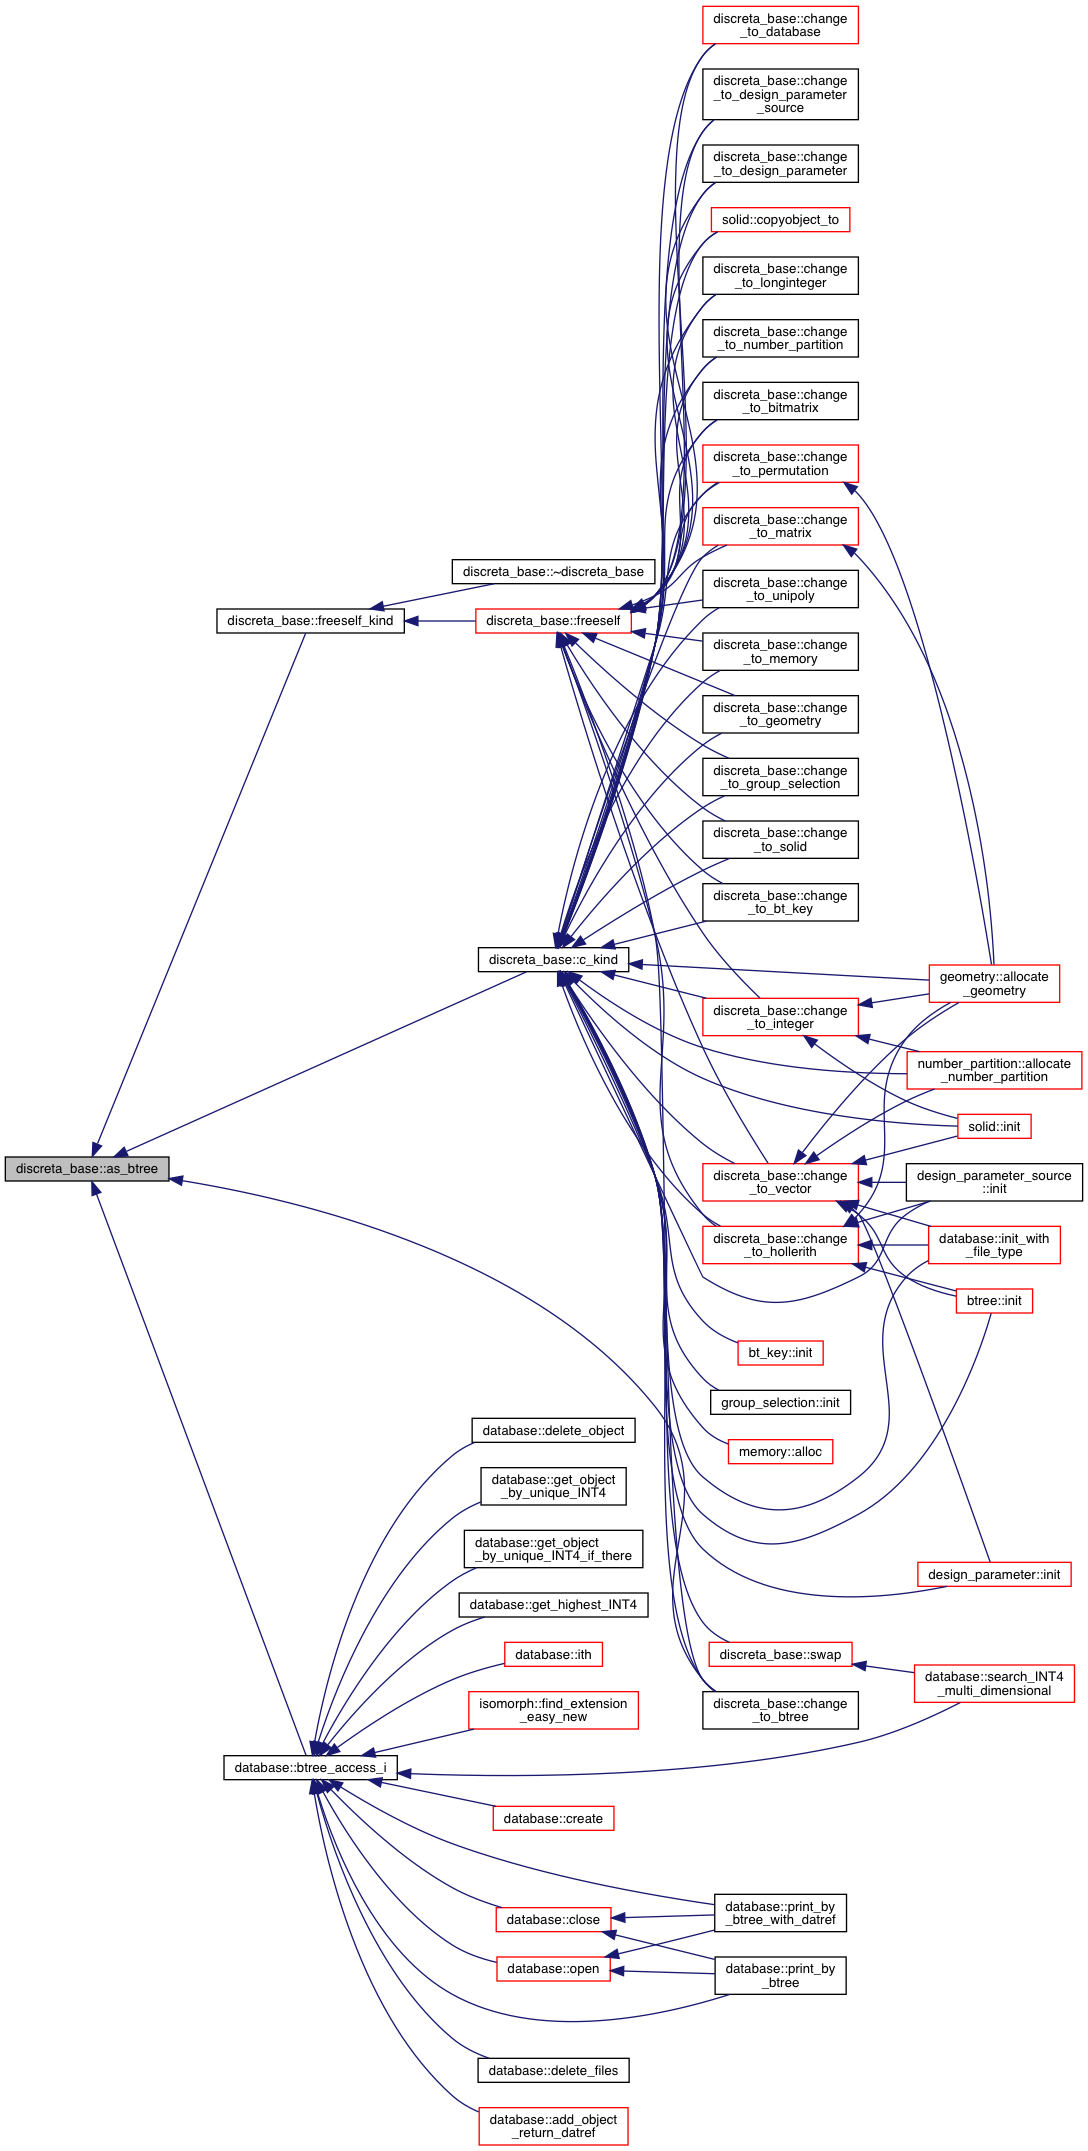 discreta_base::change
_to_database
discreta_base::change
_to_design_parameter
_source
discreta_base::change
_to_design_parameter
solid::copyobject_to
discreta_base::change
_to_longinteger
discreta_base::change
_to_number_partition
discreta_base::change
_to_bitmatrix
discreta_base::change
_to_permutation
discreta_base::change
_to_matrix
discreta_base::~discreta_base
discreta_base::change
_to_unipoly
discreta_base::freeself_kind
discreta_base::freeself
discreta_base::change
_to_memory
discreta_base::change
_to_geometry
discreta_base::change
_to_group_selection
discreta_base::change
_to_solid
discreta_base::change
_to_bt_key
discreta_base::c_kind
geometry::allocate
_geometry
discreta_base::change
_to_integer
number_partition::allocate
_number_partition
solid::init
discreta_base::as_btree
discreta_base::change
_to_vector
design_parameter_source
::init
discreta_base::change
_to_hollerith
database::init_with
_file_type
btree::init
bt_key::init
group_selection::init
database::delete_object
memory::alloc
database::get_object
_by_unique_INT4
database::get_object
_by_unique_INT4_if_there
design_parameter::init
database::get_highest_INT4
database::ith
discreta_base::swap
database::search_INT4
_multi_dimensional
isomorph::find_extension
_easy_new
discreta_base::change
_to_btree
database::btree_access_i
database::create
database::print_by
_btree_with_datref
database::close
database::open
database::print_by
_btree
database::delete_files
database::add_object
_return_datref